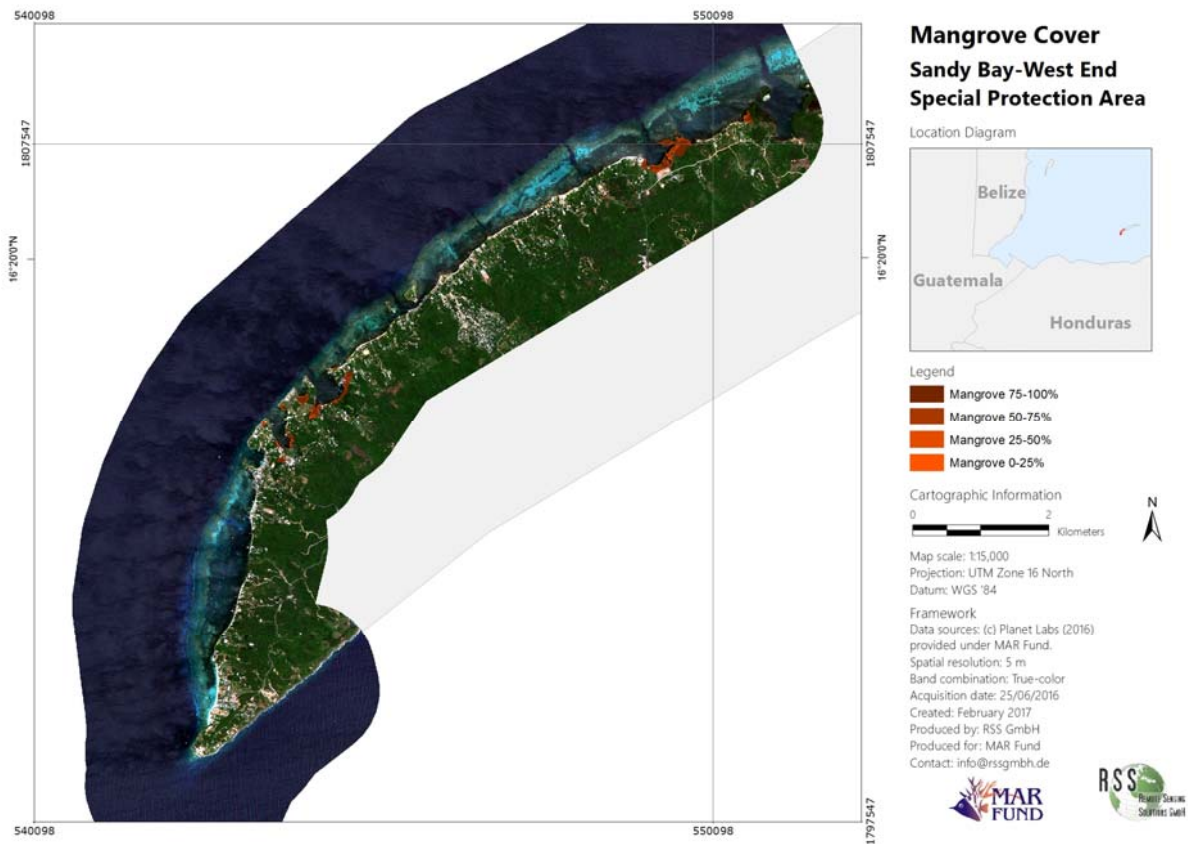 540098
550098
1807547
1807547
16°20'0"N
16°20'0"N
540098
550098
1797547
Mangrove Cover
Sandy Bay-West End
Special Protection Area
Location Diagram
Belize
Guatemala
Honduras
Legend
Mangrove 75-100%
Mangrove 50-75%
Mangrove 25-50%
Mangrove 0-25%
Cartographic Information
0 2
Kilometers
N
Map scale: 1:15,000
Projection: UTM Zone 16 North
Datum: WGS '84
Framework
Data sources: (c) Planet Labs (2016)
provided under MAR Fund.
Spatial resolution: 5 m
Band combination: True-color
Acquisition date: 25/06/2016
Created: February 2017
Produced by: RSS GmbH
Produced for: MAR Fund
Contact: info@rssgmbh.de
MAR
FUND
RSS
Remote Sensing
Solutions GmbH